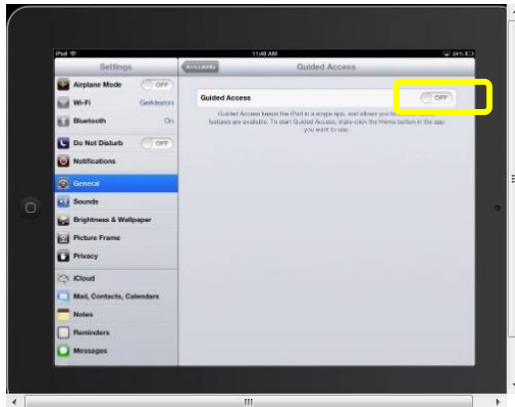 iPad
11:40 AM
Settings
Accessibility
Guided Access
Airplane Mode
OFF
Wi-Fi
Bluetooth
On
Do Not Disturb
OFF
Notifications
General
Sounds
Brightness & Wallpaper
Picture Frame
Privacy
iCloud
Mail, Contacts, Calendars
Notes
Reminders
Messages
Guided Access
OFF
Guided Access keeps the iPad in a single app, and allows you to
features are available. To start Guided Access, triple-click the Home button in the app
you want to use.